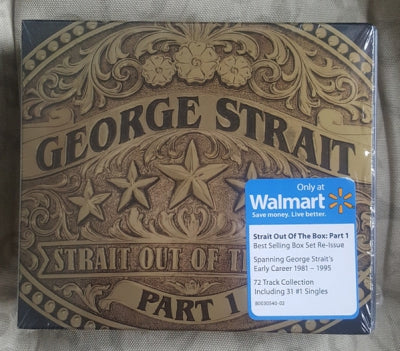 GEORGE STRAIT
STRAIT OUT OF T
PART 1
Only at
Walmart
Save money. Live better.
Strait Out Of The Box: Part 1
Best Selling Box Set Re-Issue
Spanning George Strait's
Early Career 1981 – 1995
72 Track Collection
Including 31 #1 Singles
B0030540-02